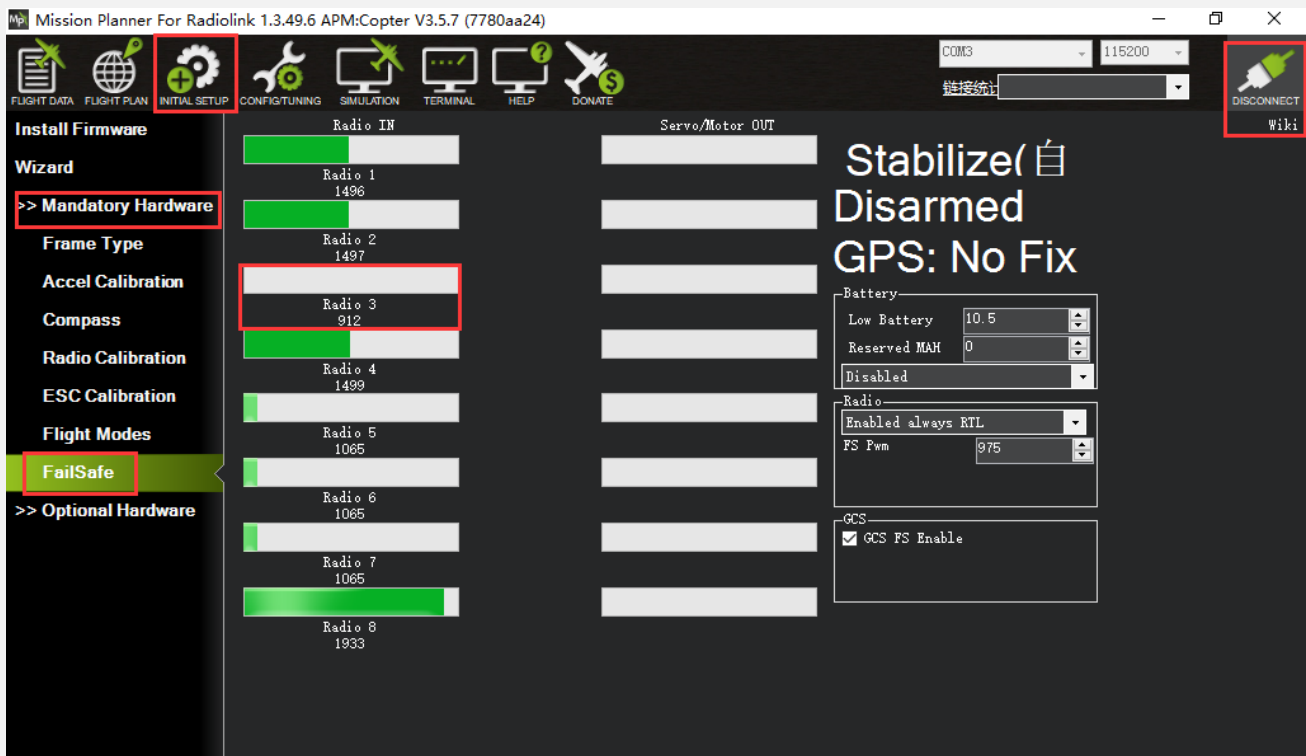 Mission Planner For Radiolink 1.3.49.6 APM:Copter V3.5.7 (7780aa24)
FLIGHT DATA
FLIGHT PLAN
INITIAL SETUP
CONFIG/TUNING
SIMULATION
TERMINAL
HELP
DONATE
COM3
115200
链接统计
DISCONNECT
Install Firmware
Wizard
>> Mandatory Hardware
Frame Type
Accel Calibration
Compass
Radio Calibration
ESC Calibration
Flight Modes
FailSafe
>> Optional Hardware
Radio IN
Radio 1
1496
Radio 2
1497
Radio 3
912
Radio 4
1499
Radio 5
1065
Radio 6
1065
Radio 7
1065
Radio 8
1933
Servo/Motor OUT
Wiki
Stabilize(自
Disarmed
GPS: No Fix
Battery
Low Battery 10.5
Reserved MAH 0
Disabled
Radio
Enabled always RTL
FS Pwm 975
GCS
GCS FS Enable